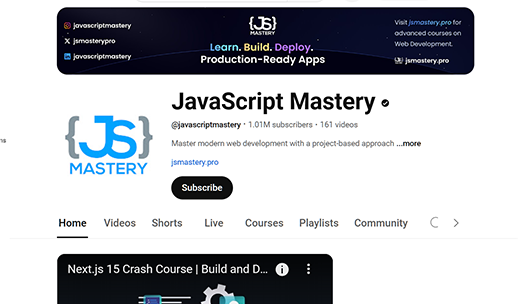 javascriptmastery
jsmasterypro
javascriptmastery
{JS}
MASTERY
Learn. Build. Deploy.
Production-Ready Apps
Visit jsmastery.pro for
advanced courses on
Web Development.
jsmastery.pro
{JS}
MASTERY
JavaScript Mastery
@javascriptmastery • 1.01M subscribers • 161 videos
Master modern web development with a project-based approach ...more
jsmastery.pro
Subscribe
Home Videos Shorts Live Courses Playlists Community
Next.js 15 Crash Course | Build and D...